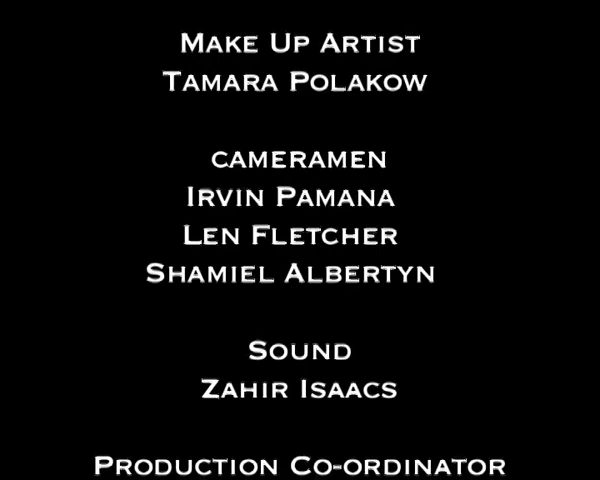 Make Up Artist
Tamara Polakow
cameramen
Irvin Pamana
Len Fletcher
Shamiel Albertyn
Sound
Zahir Isaacs
Production Co-ordinator